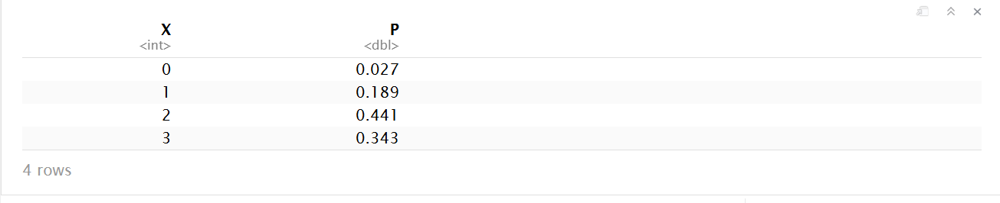 X P
<int> <dbl>
0 0.027
1 0.189
2 0.441
3 0.343
4 rows